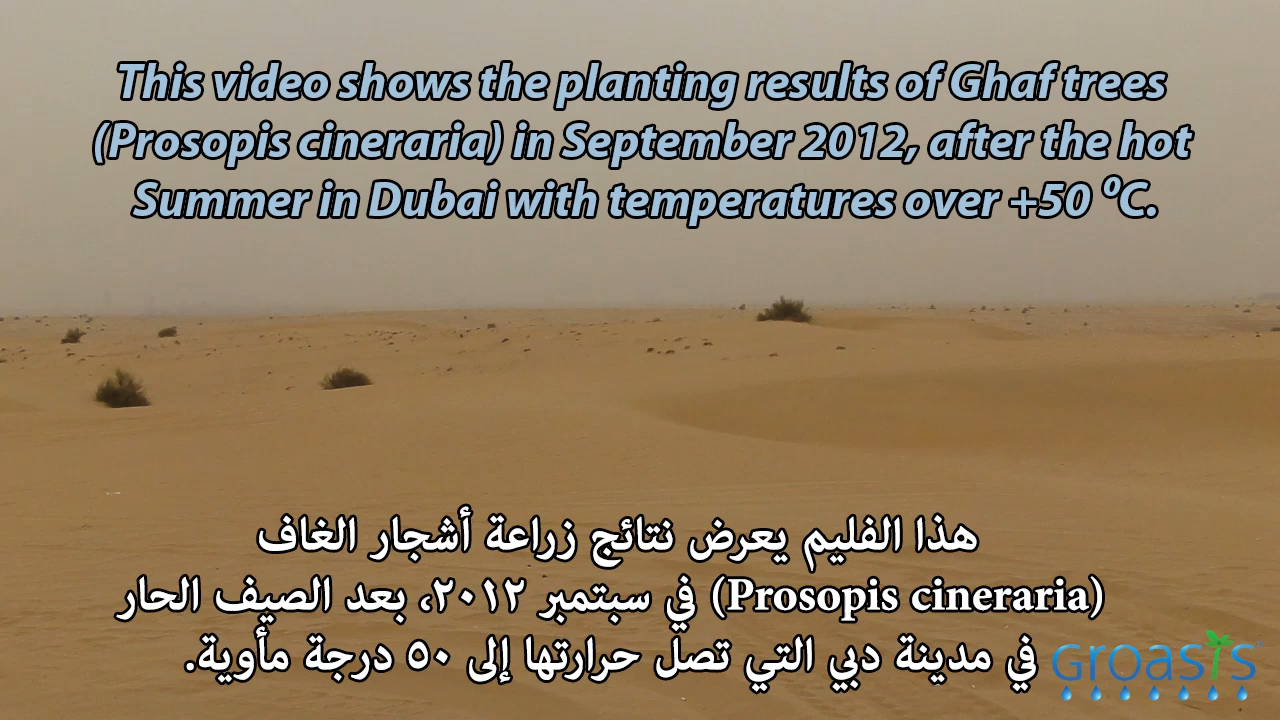 This video shows the planting results of Ghaf trees
(Prosopis cineraria) in September 2012, after the hot
Summer in Dubai with temperatures over +50 ºC.
هذا الفليم يعرض نتائج زراعة أشجار الغاف
(Prosopis cineraria) في سبتمبر ٢٠١٢، بعد الصيف الحار
في مدينة دبي التي تصل حرارتها إلى ٥٠ درجة مأوية.
GROASIS